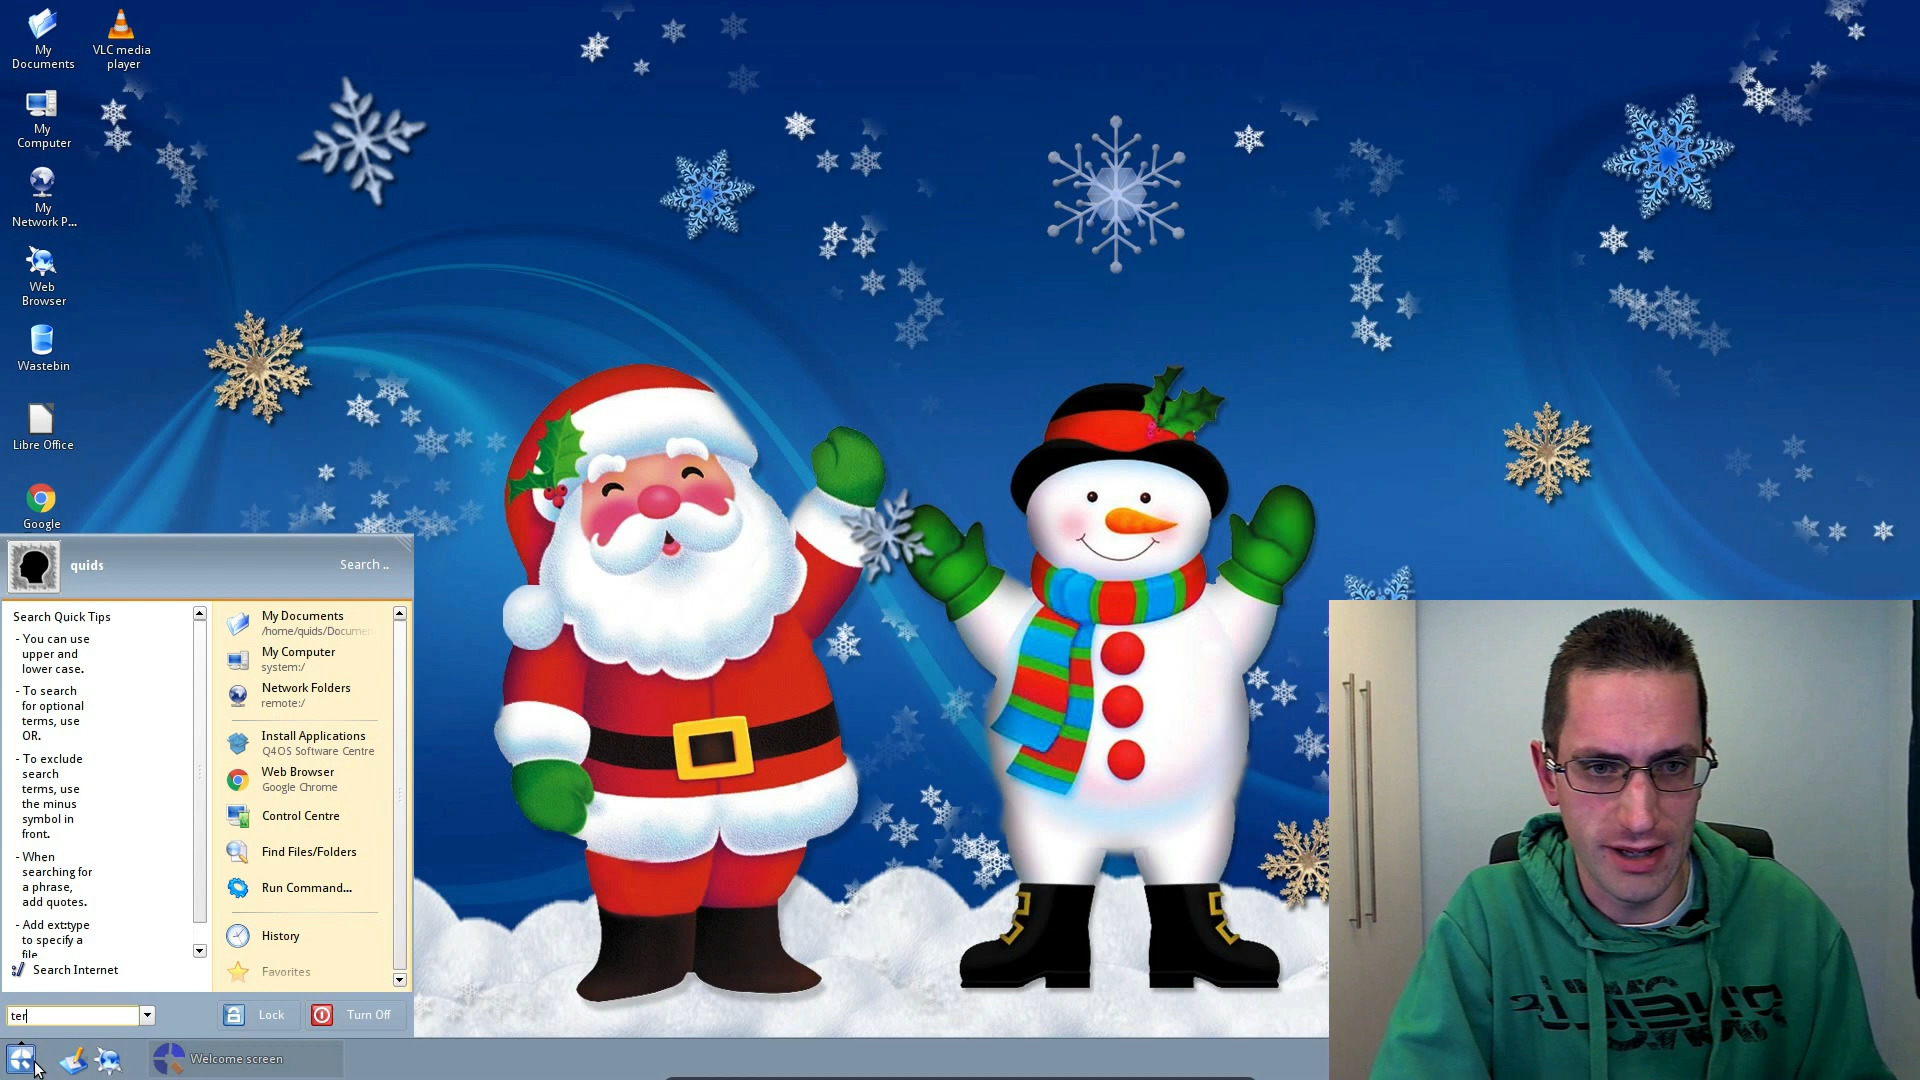 My
Documents
VLC media
player
My
Computer
My
Network P...
Web
Browser
Wastebin
Libre Office
Google
quids
Search ..
Search Quick Tips
- You can use
upper and
lower case.
- To search
for optional
terms, use
OR.
- To exclude
search
terms, use
the minus
symbol in
front.
- When
searching for
a phrase,
add quotes.
- Add ext:type
to specify a
file
Search Internet
My Documents
/home/quids/Documen
My Computer
system:/
Network Folders
remote:/
Install Applications
Q4OS Software Centre
Web Browser
Google Chrome
Control Centre
Find Files/Folders
Run Command...
History
Favorites
ter
Lock
Turn Off
Welcome screen